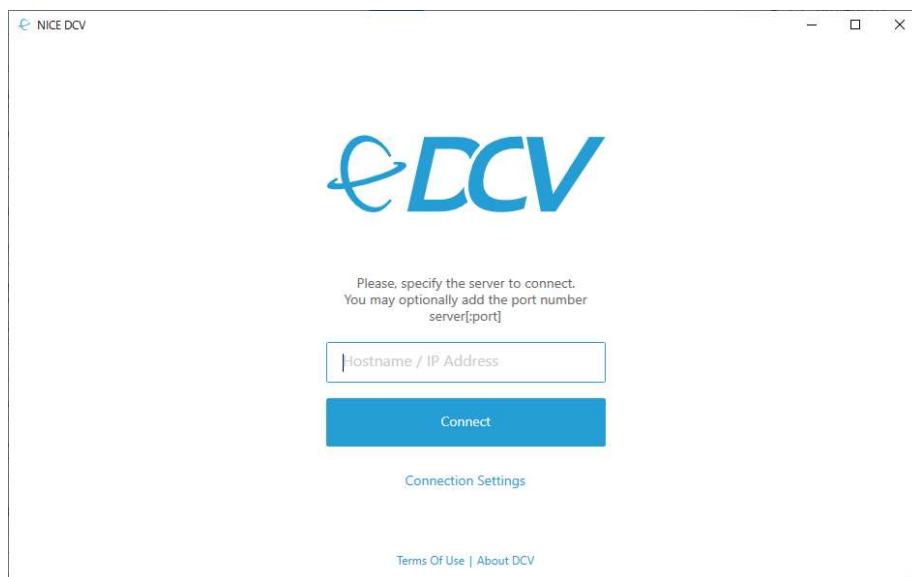 NICE DCV
DCV
Please, specify the server to connect.
You may optionally add the port number
server[:port]
Hostname / IP Address
Connect
Connection Settings
Terms Of Use | About DCV